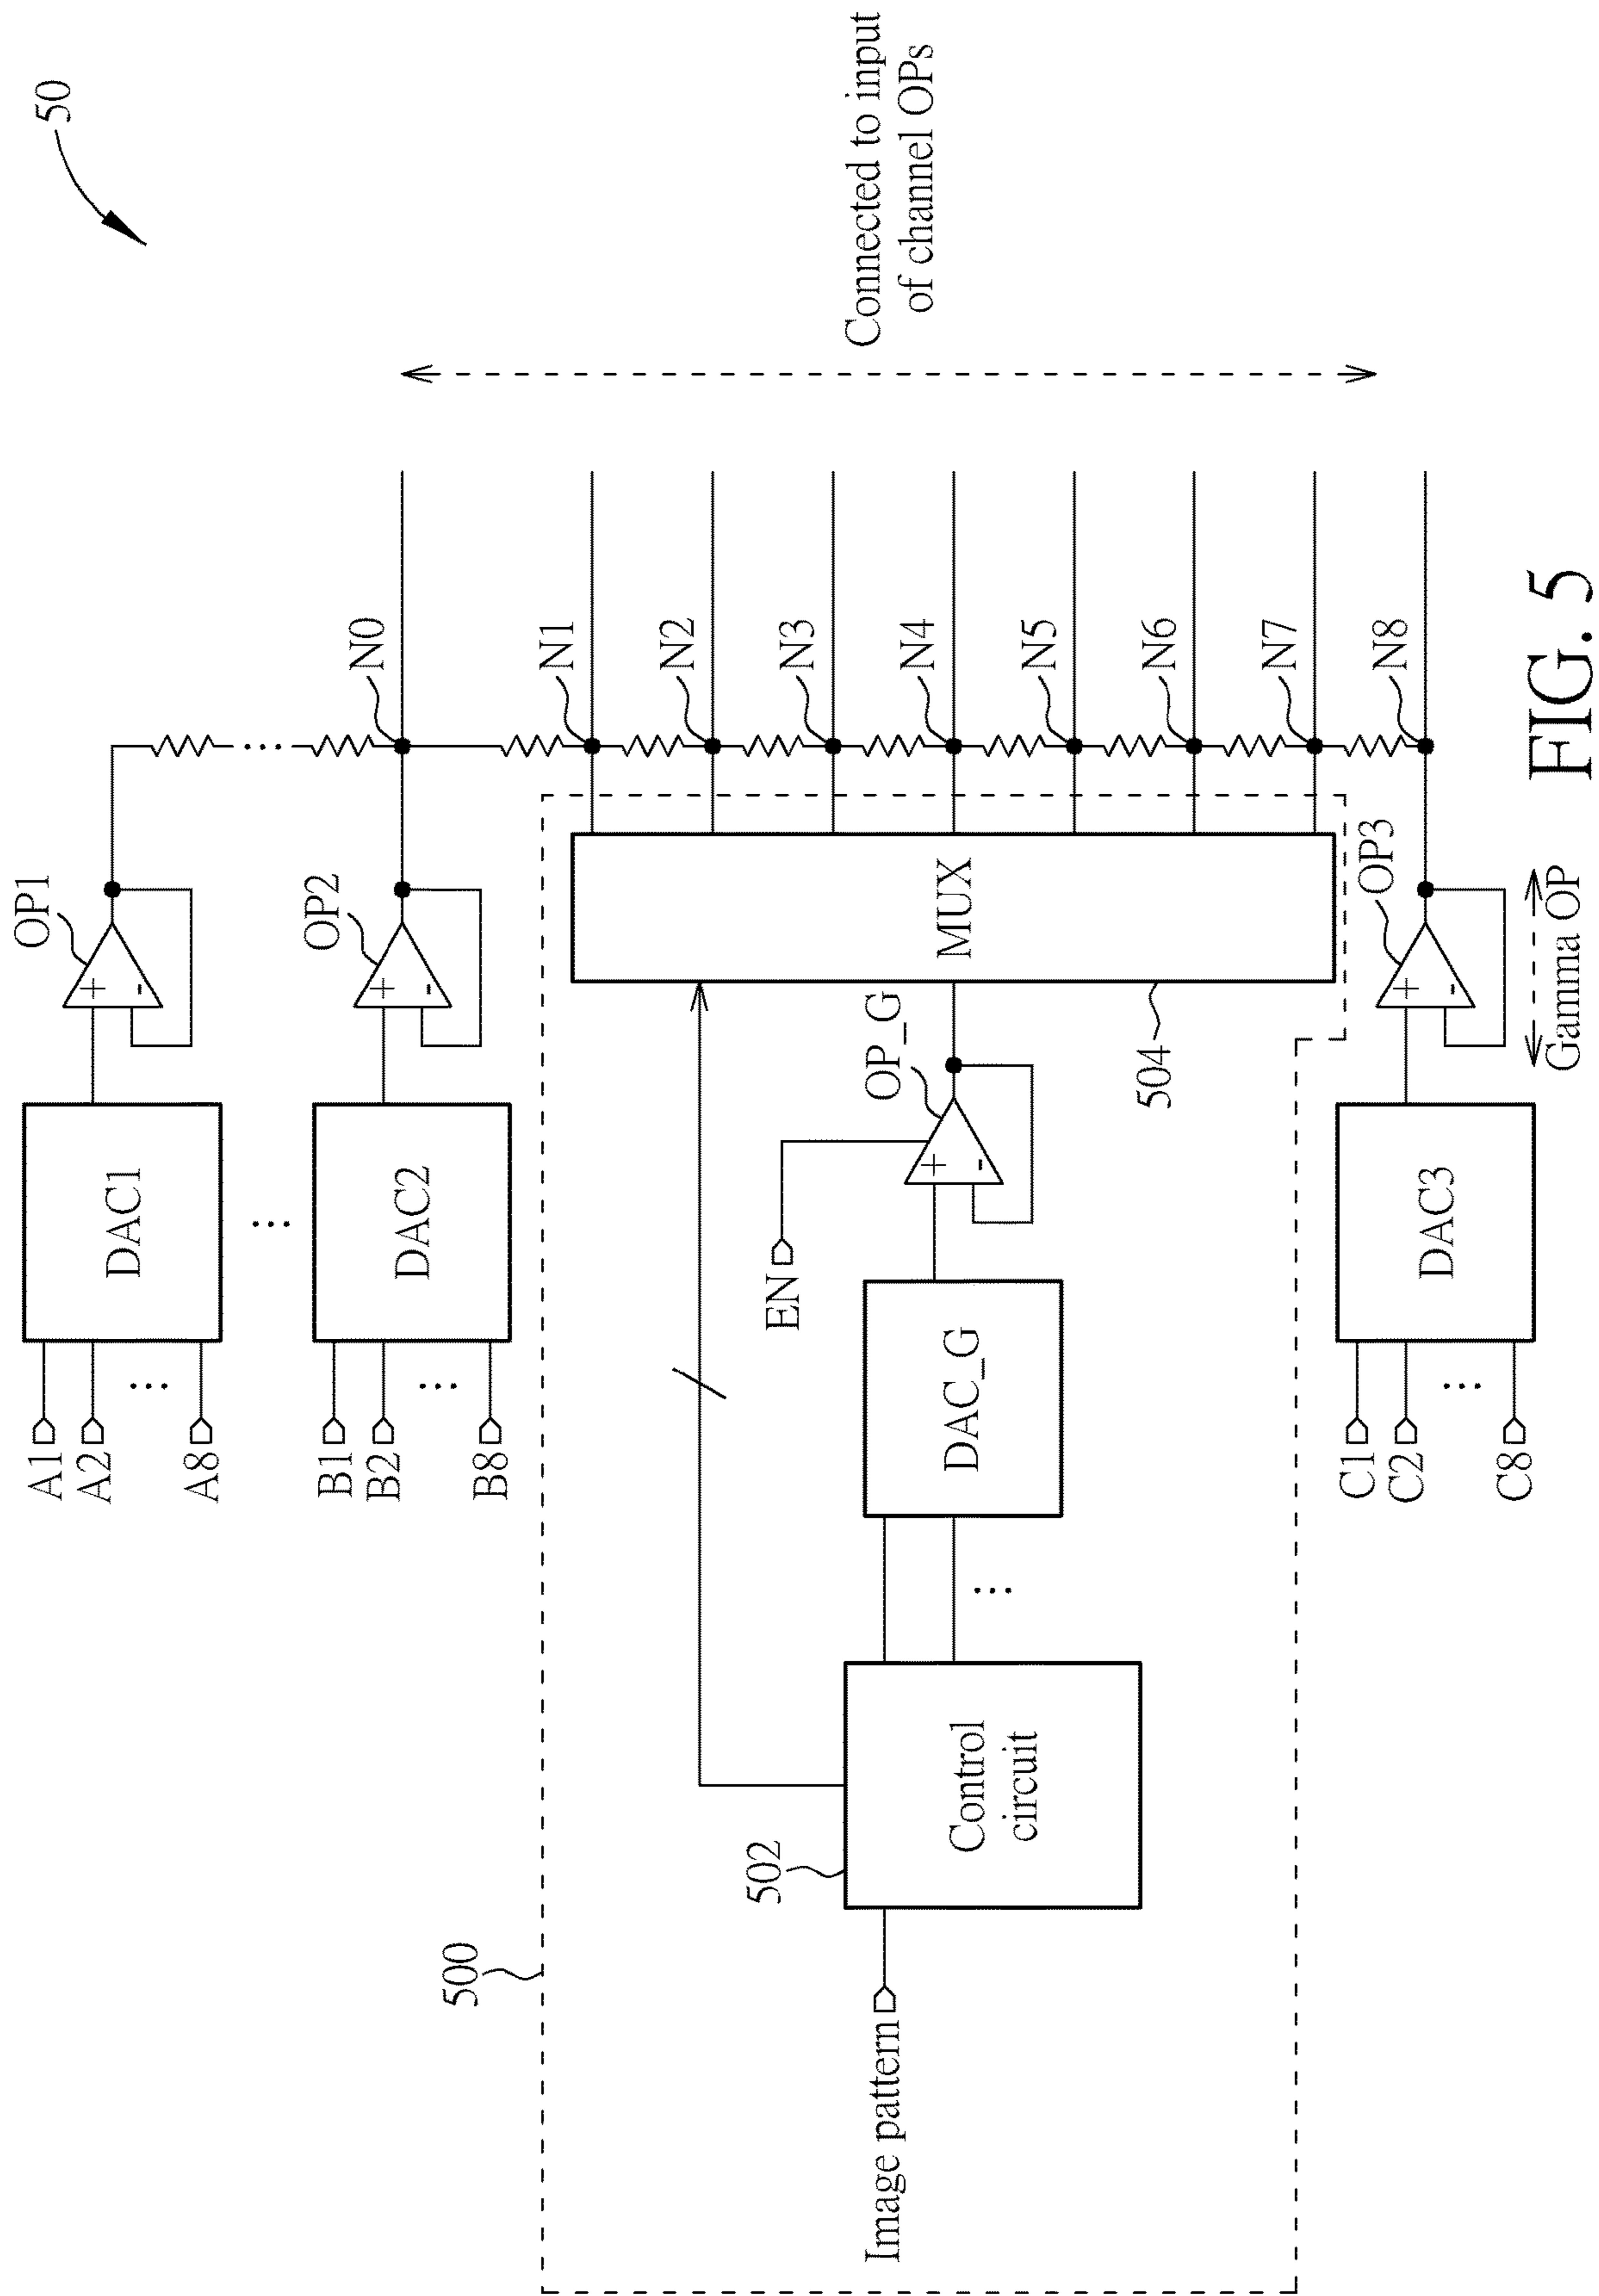 50
A1
A2
...
A8
DAC1
OP1
+
-
...
B1
B2
...
B8
DAC2
OP2
+
-
...
N0
500
Image pattern
502
Control
circuit
...
DAC_G
EN
OP_G
+
-
MUX
504
N1
N2
N3
N4
N5
N6
N7
N8
Connected to input
of channel OPs
C1
C2
...
C8
DAC3
OP3
+
-
Gamma OP
FIG. 5